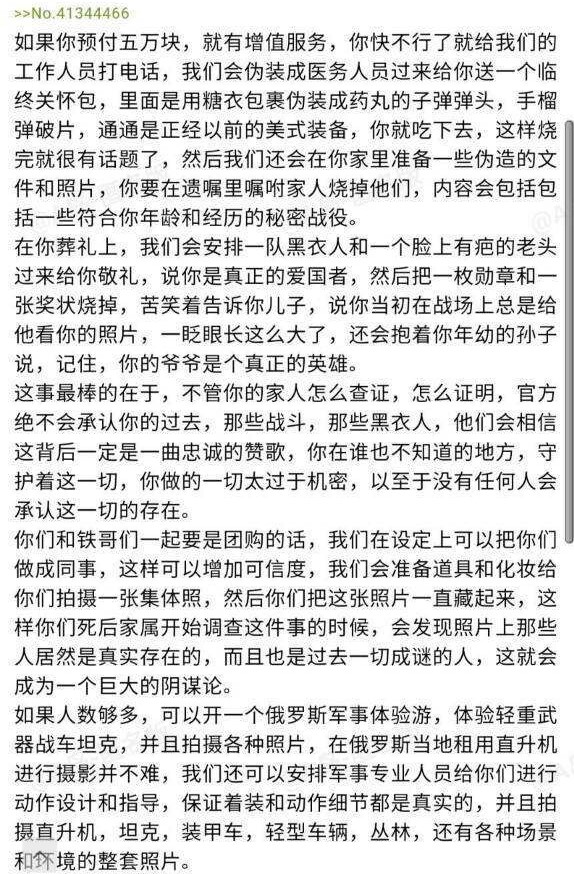 >>No.41344466
如果你预付五万块，就有增值服务，你快不行了就给我们的
工作人员打电话，我们会伪装成医务人员过来给你送一个临
终关怀包，里面是用糖衣包裹伪装成药丸的子弹弹头，手榴
弹破片，通通是正经以前的美式装备，你就吃下去，这样烧
完就很有话题了，然后我们还会在你家里准备一些伪造的文
件和照片，你要在遗嘱里嘱咐家人烧掉他们，内容会包括包
括一些符合你年龄和经历的秘密战役。
在你葬礼上，我们会安排一队黑衣人和一个脸上有疤的老头
过来给你敬礼，说你是真正的爱国者，然后把一枚勋章和一
张奖状烧掉，苦笑着告诉你儿子，说你当初在战场上总是给
他看你的照片，一眨眼长这么大了，还会抱着你年幼的孙子
说，记住，你的爷爷是个真正的英雄。
这事最棒的在于，不管你的家人怎么查证，怎么证明，官方
绝不会承认你的过去，那些战斗，那些黑衣人，他们会相信
这背后一定是一曲忠诚的赞歌，你在谁也不知道的地方，守
护着这一切，你做的一切太过于机密，以至于没有任何人会
承认这一切的存在。
你们和铁哥们一起要是团购的话，我们在设定上可以把你们
做成同事，这样可以增加可信度，我们会准备道具和化妆给
你们拍摄一张集体照，然后你们把这张照片一直藏起来，这
样你们死后家属开始调查这件事的时候，会发现照片上那些
人居然是真实存在的，而且也是过去一切成谜的人，这就会
成为一个巨大的阴谋论。
如果人数够多，可以开一个俄罗斯军事体验游，体验轻重武
器战车坦克，并且拍摄各种照片，在俄罗斯当地租用直升机
进行摄影并不难，我们还可以安排军事专业人员给你们进行
动作设计和指导，保证着装和动作细节都是真实的，并且拍
摄直升机，坦克，装甲车，轻型车辆，丛林，还有各种场景
和环境的整套照片。